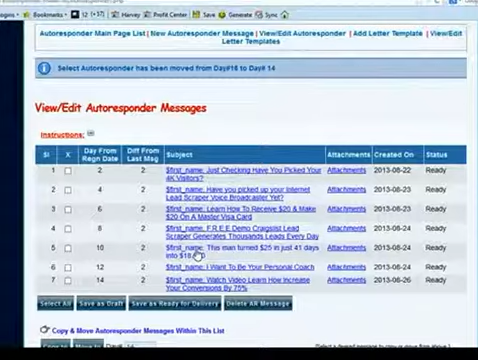 Bookmarks Harvey Profit Center Save Generate Sync
Autoresponder Main Page List | New Autoresponder Message | View/Edit Autoresponder | Add Letter Template | View/Edit
Letter Templates
Select Autoresponder has been moved from Day#16 to Day# 14
View/Edit Autoresponder Messages
Instructions:
Sl X Day From Regn Date Diff From Last Msg Subject Attachments Created On Status
1 2 2 $first_name: Just Checking Have You Picked Your Attachments 2013-08-22 Ready
4K Visitors?
2 4 2 $first_name: Have you picked up your Internet Attachments 2013-08-23 Ready
Lead Scraper Voice Broadcaster Yet?
3 6 2 $first_name: Learn How To Receive $20 & Make Attachments 2013-08-23 Ready
$20 On A Master Visa Card
4 8 2 $first_name: F.R.E.E Demo Craigslist Lead Attachments 2013-08-24 Ready
Scraper Generates Thousands Leads Every Day
5 10 2 $first_name: This man turned $25 in just 41 days Attachments 2013-08-24 Ready
into
6 12 2 $first_name: I Want To Be Your Personal Coach Attachments 2013-08-24 Ready
7 14 2 $first_name: Watch Video Learn How Increase Attachments 2013-08-26 Ready
Your Conversions By 75%
Select All Save as Draft Save as Ready for Delivery Delete AR Message
Copy & Move Autoresponder Messages Within This List